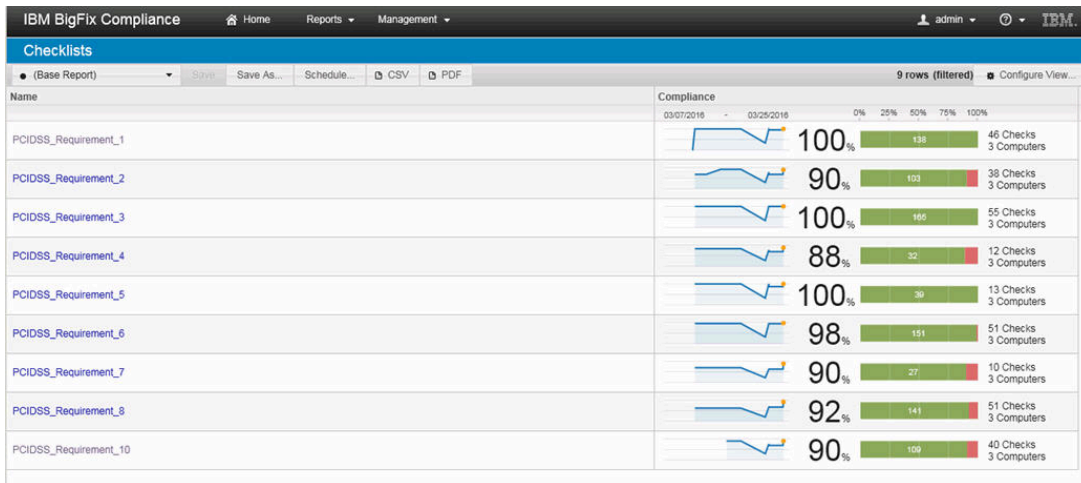 IBM BigFix Compliance Home Reports Management admin IBM.
Checklists
(Base Report) Save Save As... Schedule... CSV PDF 9 rows (filtered) Configure View...
Name Compliance
03/07/2016 - 03/25/2016 0% 25% 50% 75% 100%
PCIDSS_Requirement_1 100% 138 46 Checks
3 Computers
PCIDSS_Requirement_2 90% 103 38 Checks
3 Computers
PCIDSS_Requirement_3 100% 55 Checks
3 Computers
PCIDSS_Requirement_4 88% 32 12 Checks
3 Computers
PCIDSS_Requirement_5 100% 39 13 Checks
3 Computers
PCIDSS_Requirement_6 98% 151 51 Checks
3 Computers
PCIDSS_Requirement_7 90% 27 10 Checks
3 Computers
PCIDSS_Requirement_8 92% 141 51 Checks
3 Computers
PCIDSS_Requirement_10 90% 109 40 Checks
3 Computers